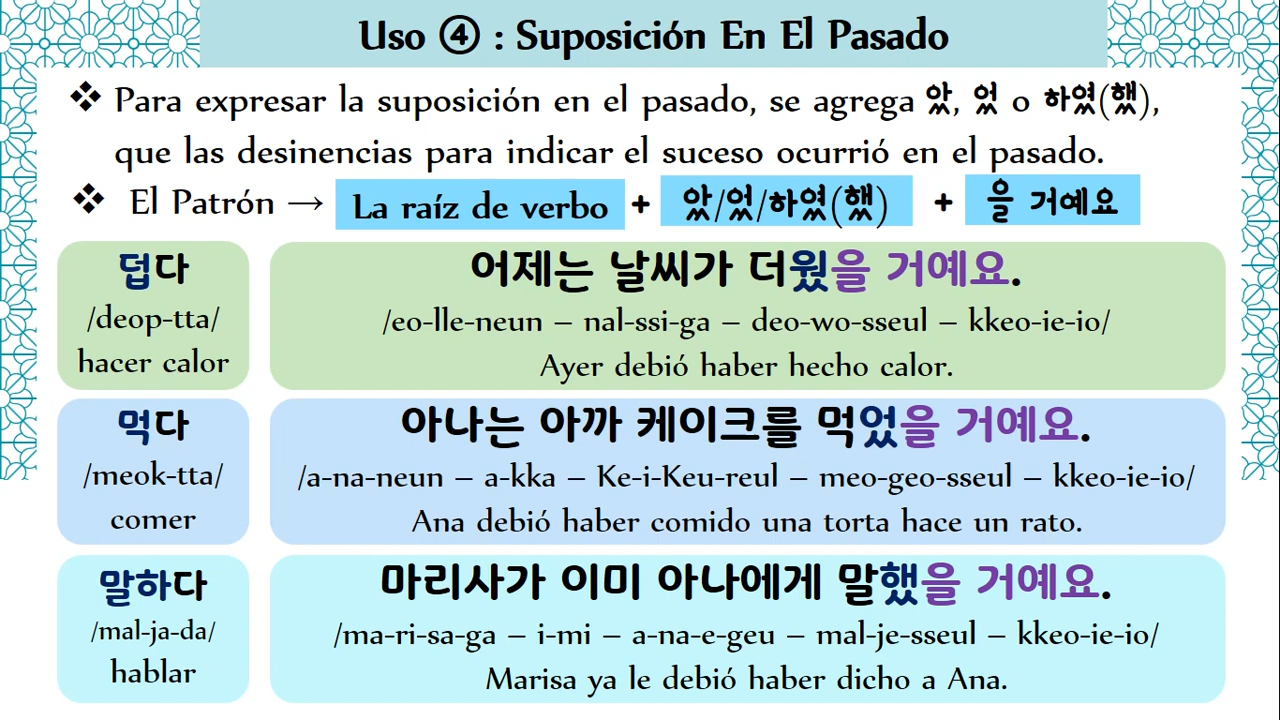 Uso ④ : Suposición En El Pasado
❖ Para expresar la suposición en el pasado, se agrega 았, 었 o 하였(했),
que las desinencias para indicar el suceso ocurrió en el pasado.
❖ El Patrón → La raíz de verbo + 았/었/하였(했) + 을 거예요
덥다
/deop-tta/
hacer calor
어제는 날씨가 더웠을 거예요.
/eo-lle-neun – nal-ssi-ga – deo-wo-sseul – kkeo-ie-io/
Ayer debió haber hecho calor.
먹다
/meok-tta/
comer
아나는 아까 케이크를 먹었을 거예요.
/a-na-neun – a-kka – Ke-i-Keu-reul – meo-geo-sseul – kkeo-ie-io/
Ana debió haber comido una torta hace un rato.
말하다
/mal-ja-da/
hablar
마리사가 이미 아나에게 말했을 거예요.
/ma-ri-sa-ga – i-mi – a-na-e-geu – mal-je-sseul – kkeo-ie-io/
Marisa ya le debió haber dicho a Ana.